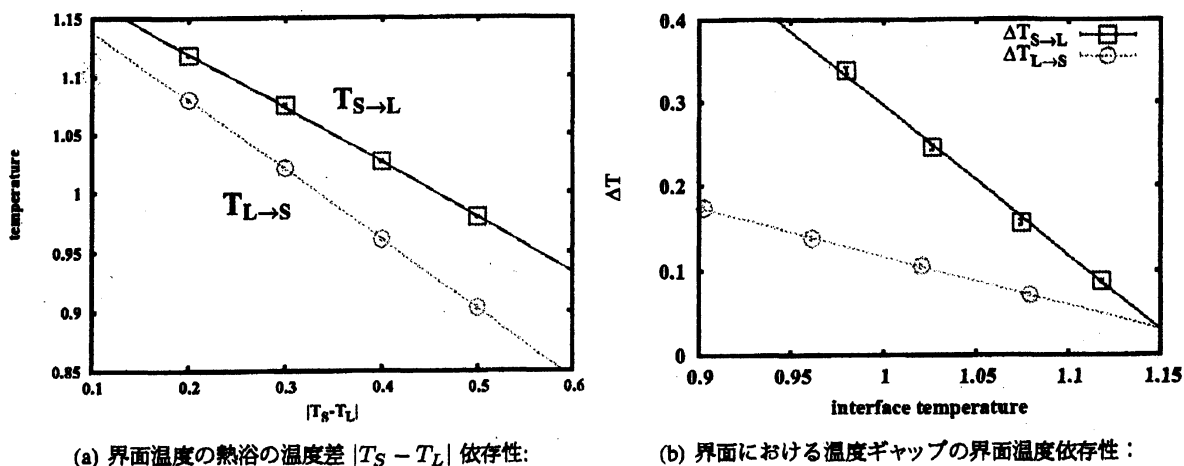 1.15
1.1
1.05
1
0.95
0.9
0.85
temperature
T_{S→L}
T_{L→S}
0.1 0.2 0.3 0.4 0.5 0.6
|T_S-T_L|
(a) 界面温度の熱浴の温度差 |T_S − T_L| 依存性:
0.4
0.3
0.2
0.1
0
ΔT
ΔT_{S→L}
ΔT_{L→S}
0.9 0.95 1 1.05 1.1 1.15
interface temperature
(b) 界面における温度ギャップの界面温度依存性：